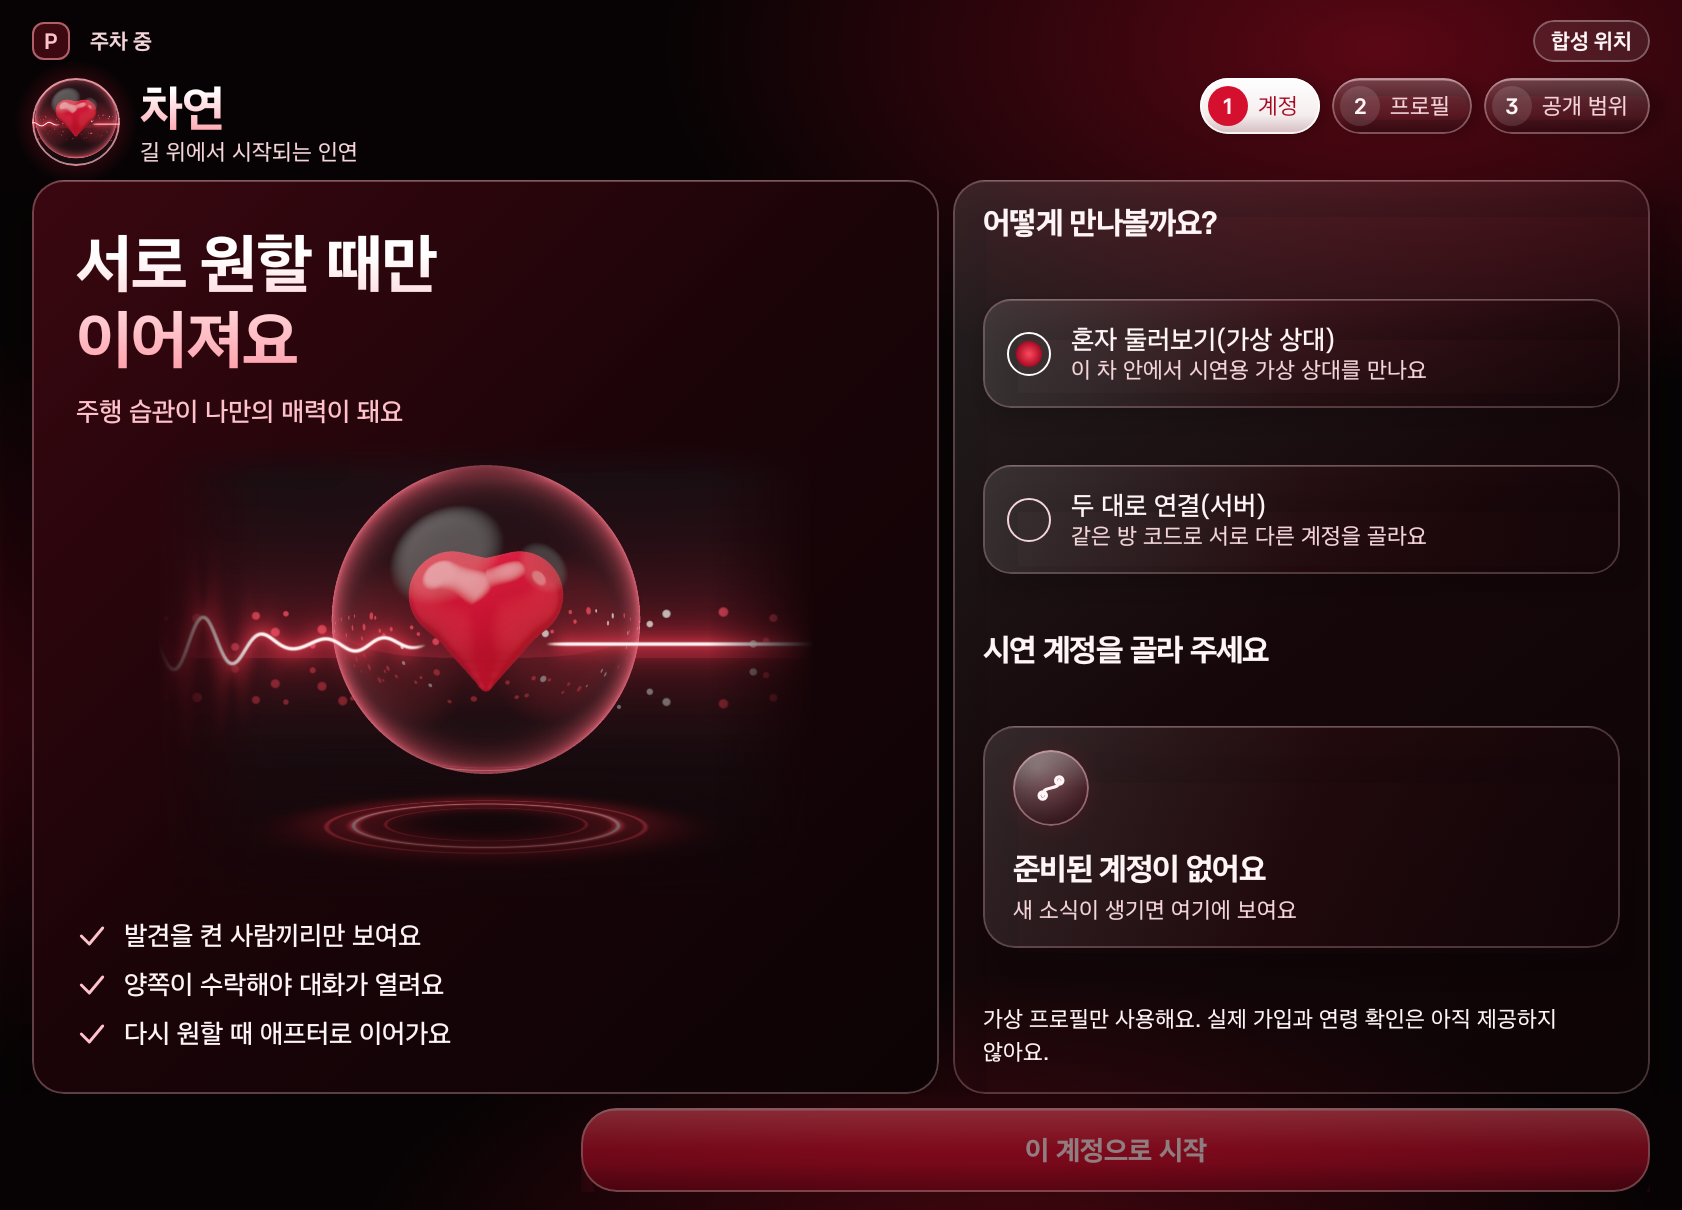 P 주차 중
합성 위치
차연
길 위에서 시작되는 인연
1 계정
2 프로필
3 공개 범위
서로 원할 때만
이어져요
주행 습관이 나만의 매력이 돼요
발견을 켠 사람끼리만 보여요
양쪽이 수락해야 대화가 열려요
다시 원할 때 애프터로 이어가요
어떻게 만나볼까요?
혼자 둘러보기(가상 상대)
이 차 안에서 시연용 가상 상대를 만나요
두 대로 연결(서버)
같은 방 코드로 서로 다른 계정을 골라요
시연 계정을 골라 주세요
준비된 계정이 없어요
새 소식이 생기면 여기에 보여요
가상 프로필만 사용해요. 실제 가입과 연령 확인은 아직 제공하지
않아요.
이 계정으로 시작